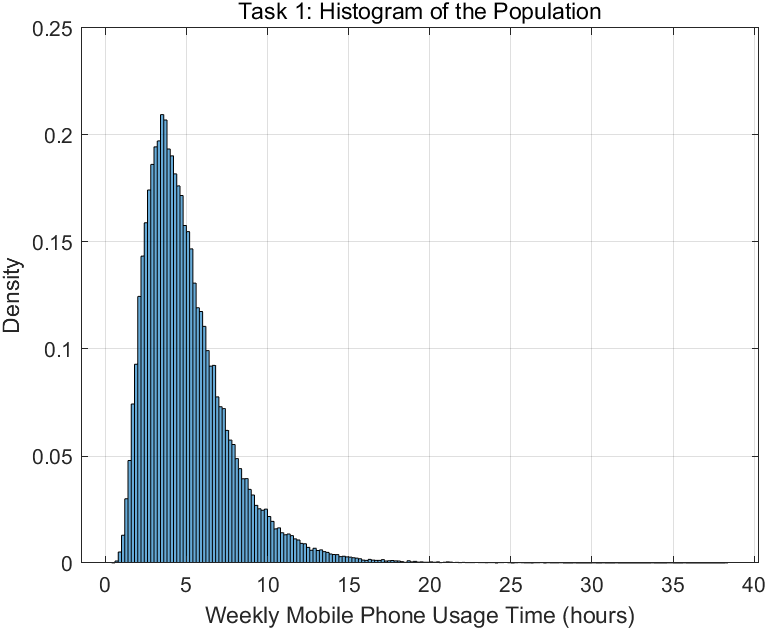 Task 1: Histogram of the Population
0.25
0.2
0.15
0.1
0.05
0
Density
0 5 10 15 20 25 30 35 40
Weekly Mobile Phone Usage Time (hours)